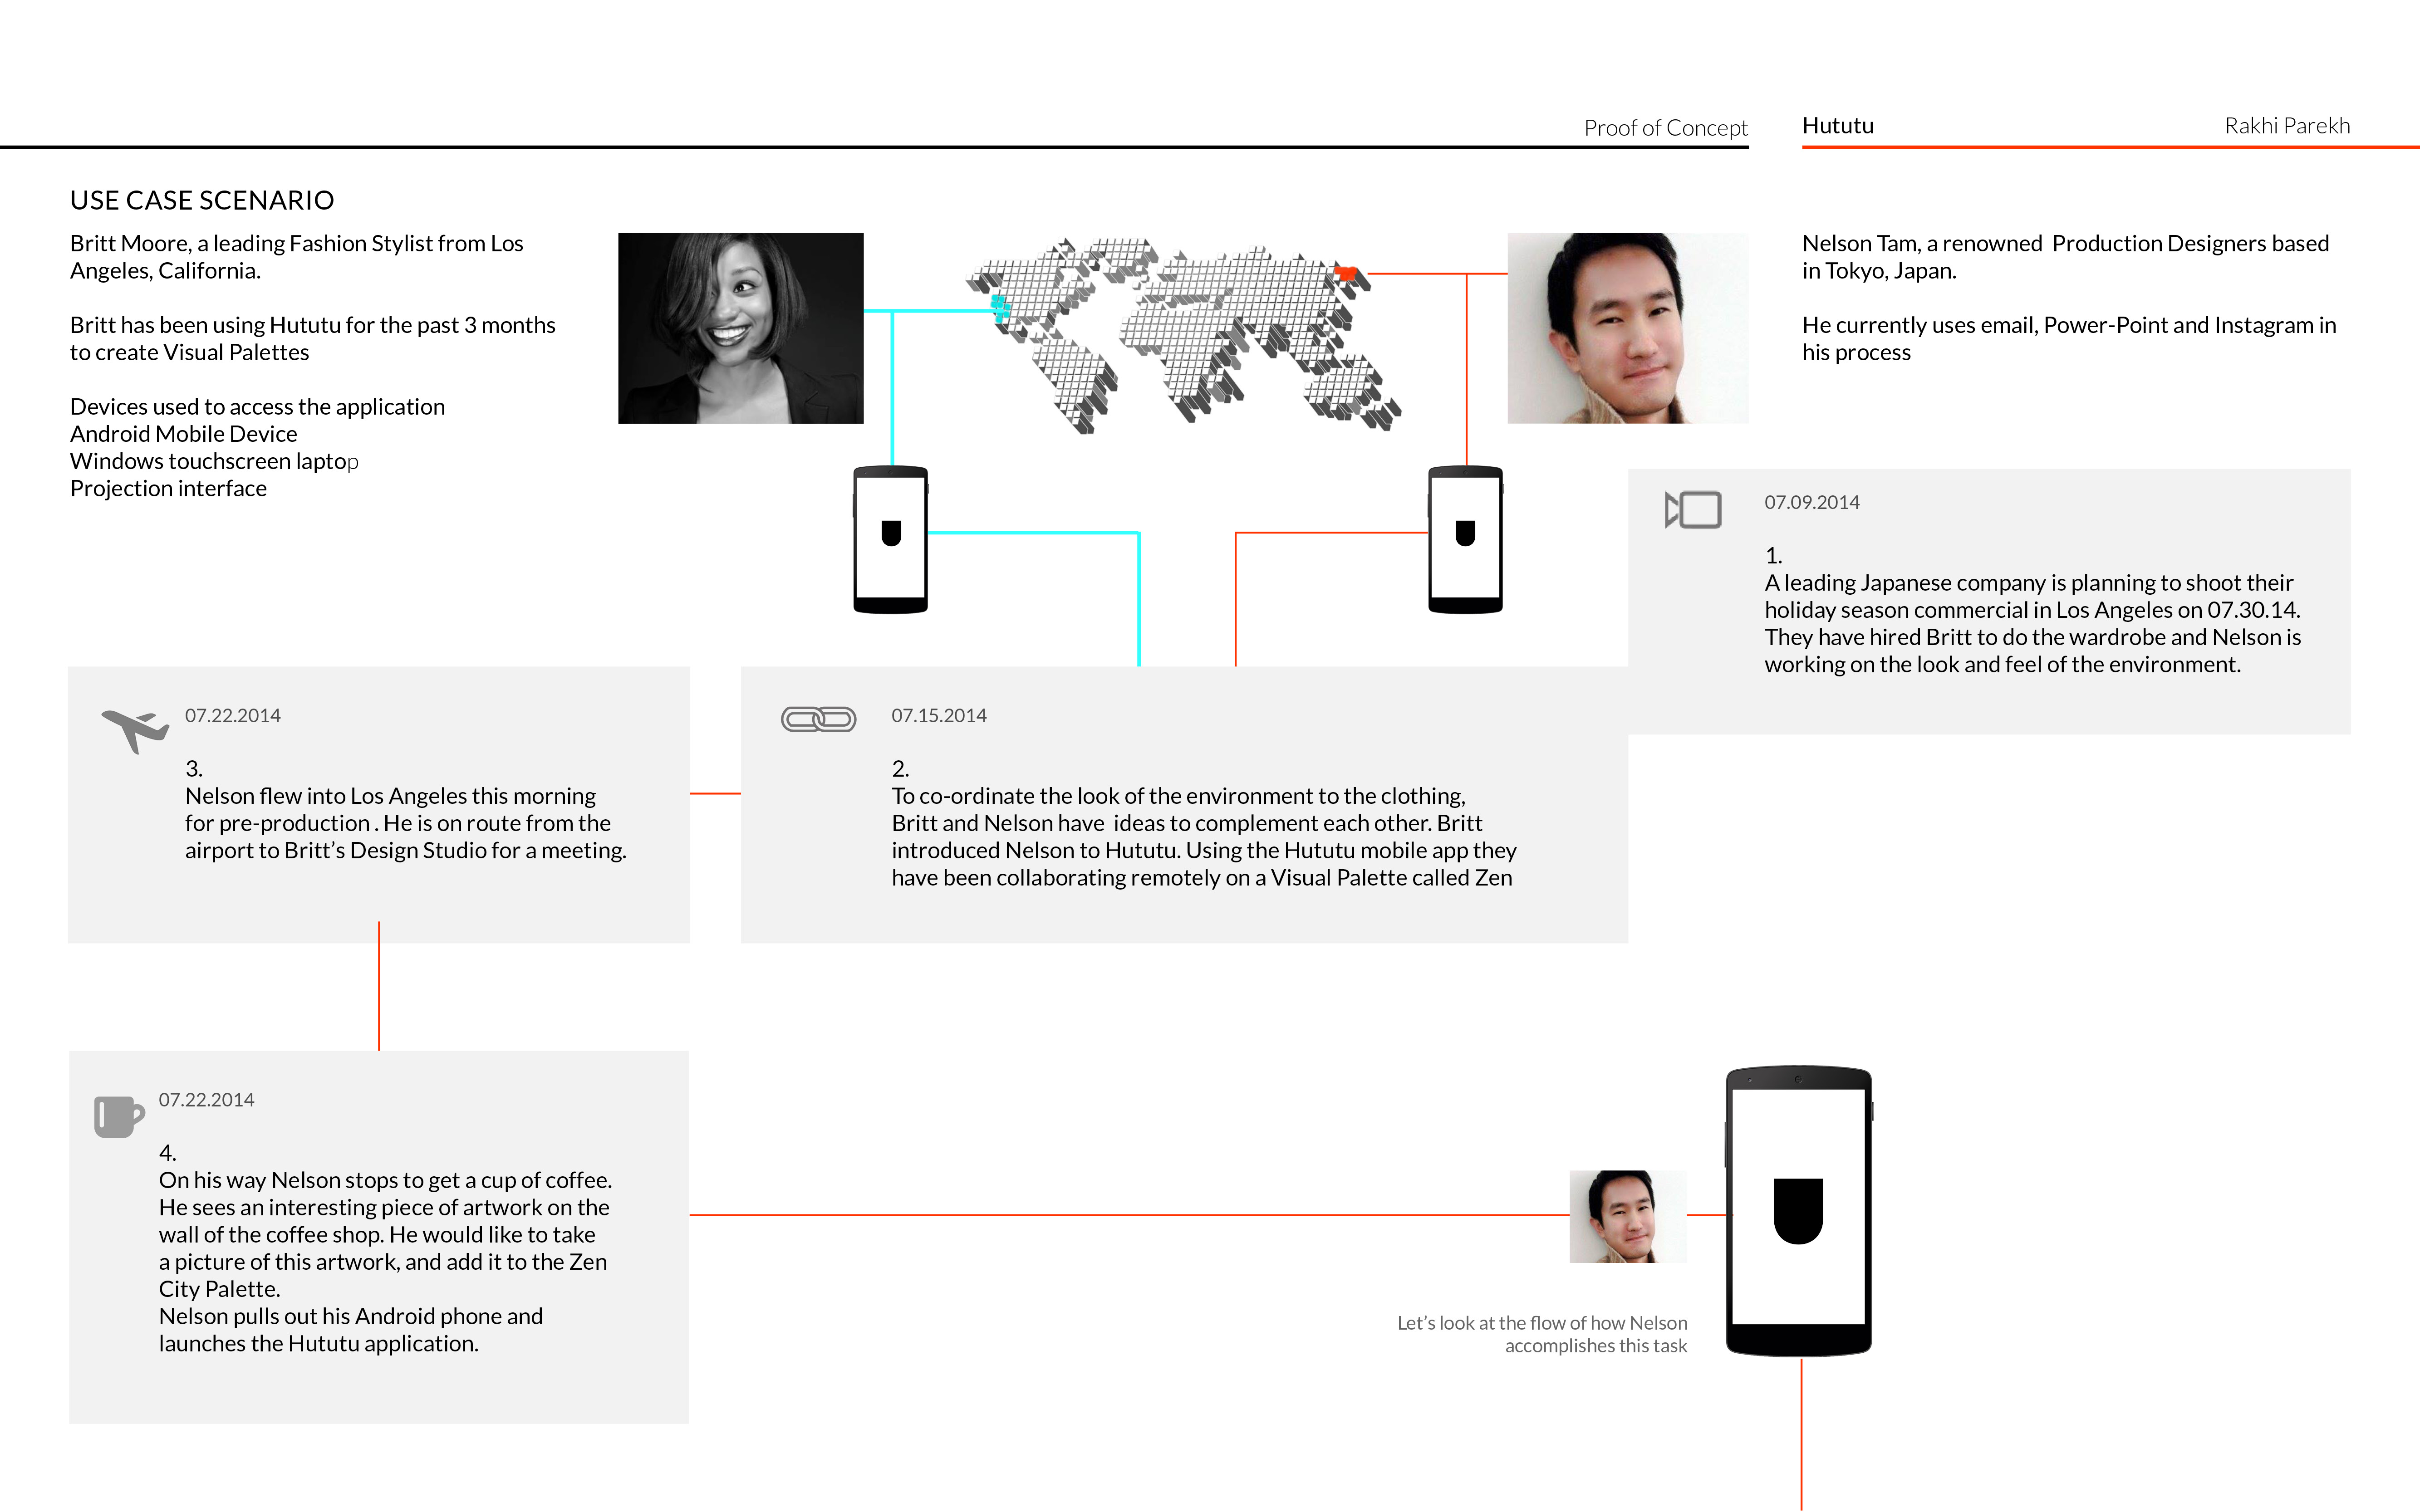 Proof of Concept
Hututu
Rakhi Parekh
USE CASE SCENARIO
Britt Moore, a leading Fashion Stylist from Los
Angeles, California.
Britt has been using Hututu for the past 3 months
to create Visual Palettes
Devices used to access the application
Android Mobile Device
Windows touchscreen laptop
Projection interface
Nelson Tam, a renowned  Production Designers based
in Tokyo, Japan.
He currently uses email, Power-Point and Instagram in
his process
07.09.2014
1.
A leading Japanese company is planning to shoot their
holiday season commercial in Los Angeles on 07.30.14.
They have hired Britt to do the wardrobe and Nelson is
working on the look and feel of the environment.
07.15.2014
2.
To co-ordinate the look of the environment to the clothing,
Britt and Nelson have  ideas to complement each other. Britt
introduced Nelson to Hututu. Using the Hututu mobile app they
have been collaborating remotely on a Visual Palette called Zen
07.22.2014
3.
Nelson flew into Los Angeles this morning
for pre-production . He is on route from the
airport to Britt’s Design Studio for a meeting.
07.22.2014
4.
On his way Nelson stops to get a cup of coffee.
He sees an interesting piece of artwork on the
wall of the coffee shop. He would like to take
a picture of this artwork, and add it to the Zen
City Palette.
Nelson pulls out his Android phone and
launches the Hututu application.
Let’s look at the flow of how Nelson
accomplishes this task